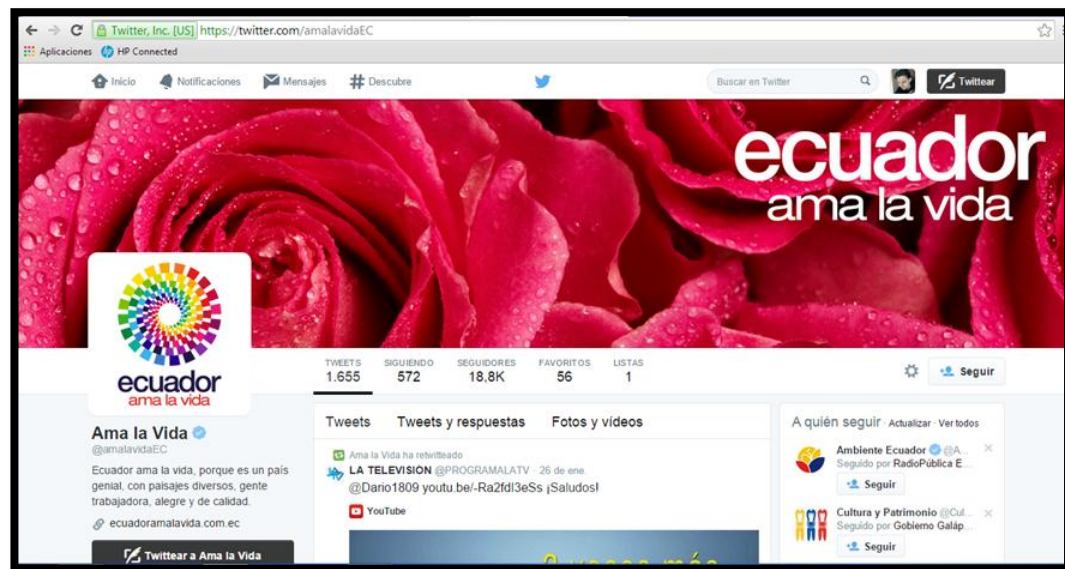 Twitter, Inc. [US] https://twitter.com/amalavidaEC
Aplicaciones HP Connected
Inicio Notificaciones Mensajes Descubre Buscar en Twitter Twittear
ecuador
ama la vida
ecuador
ama la vida
TWEETS SIGUIENDO SEGUIDORES FAVORITOS LISTAS
1.655 572 18,8K 56 1
Seguir
Ama la Vida
@amalavidaEC
Ecuador ama la vida, porque es un país
genial, con paisajes diversos, gente
trabajadora, alegre y de calidad.
ecuadoramalavida.com.ec
Twittear a Ama la Vida
Tweets Tweets y respuestas Fotos y vídeos
Ama la Vida ha retwitteado
LA TELEVISIÓN @PROGRAMALATV · 26 de ene.
@Dario1809 youtu.be/-Ra2fdI3eSs ¡Saludos!
YouTube
A quién seguir · Actualizar · Ver todos
Ambiente Ecuador @A...
Seguido por RadioPública E...
Seguir
Cultura y Patrimonio @Cul...
Seguido por Gobierno Galáp...
Seguir